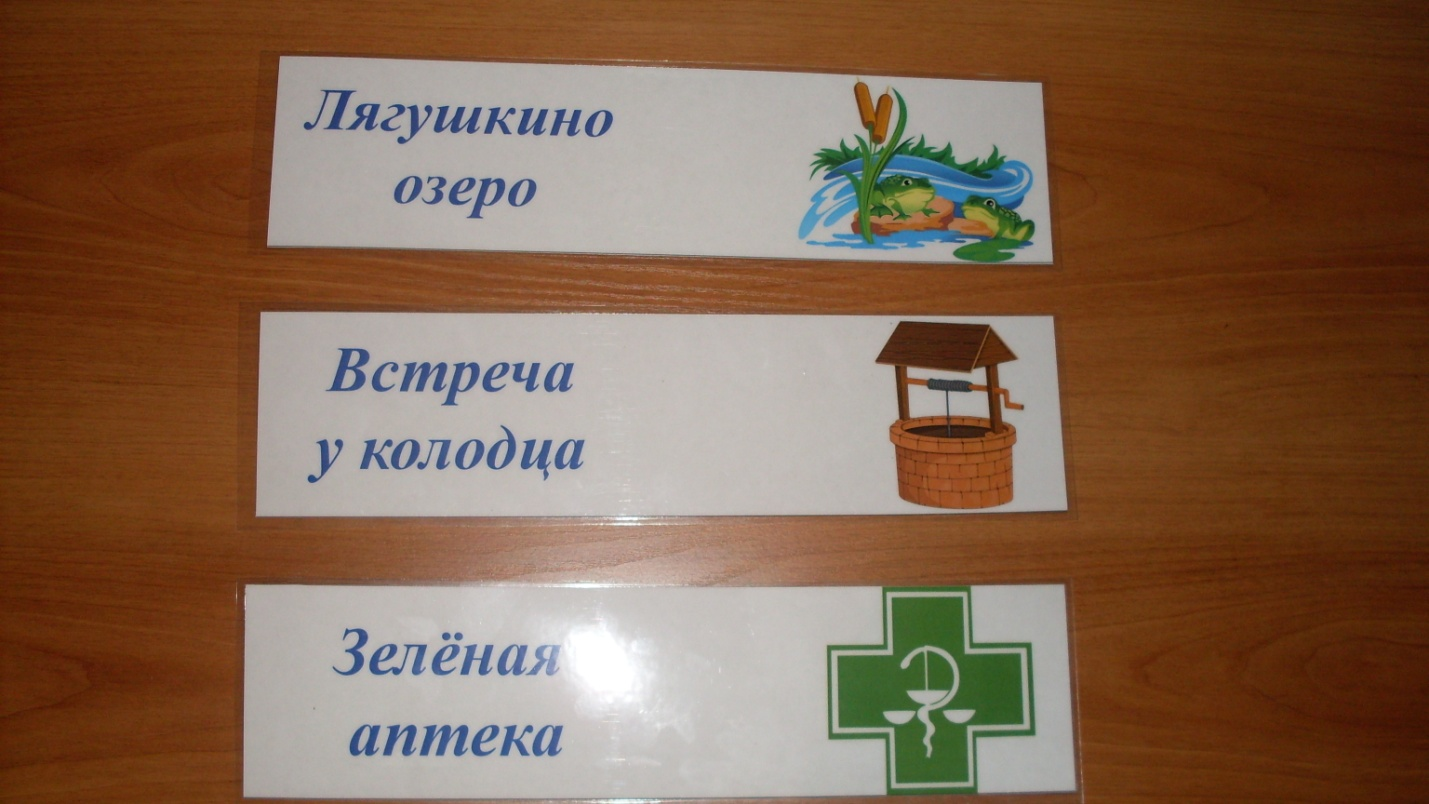 Лягушкино
озеро
Встреча
у колодца
Зелёная
аптека